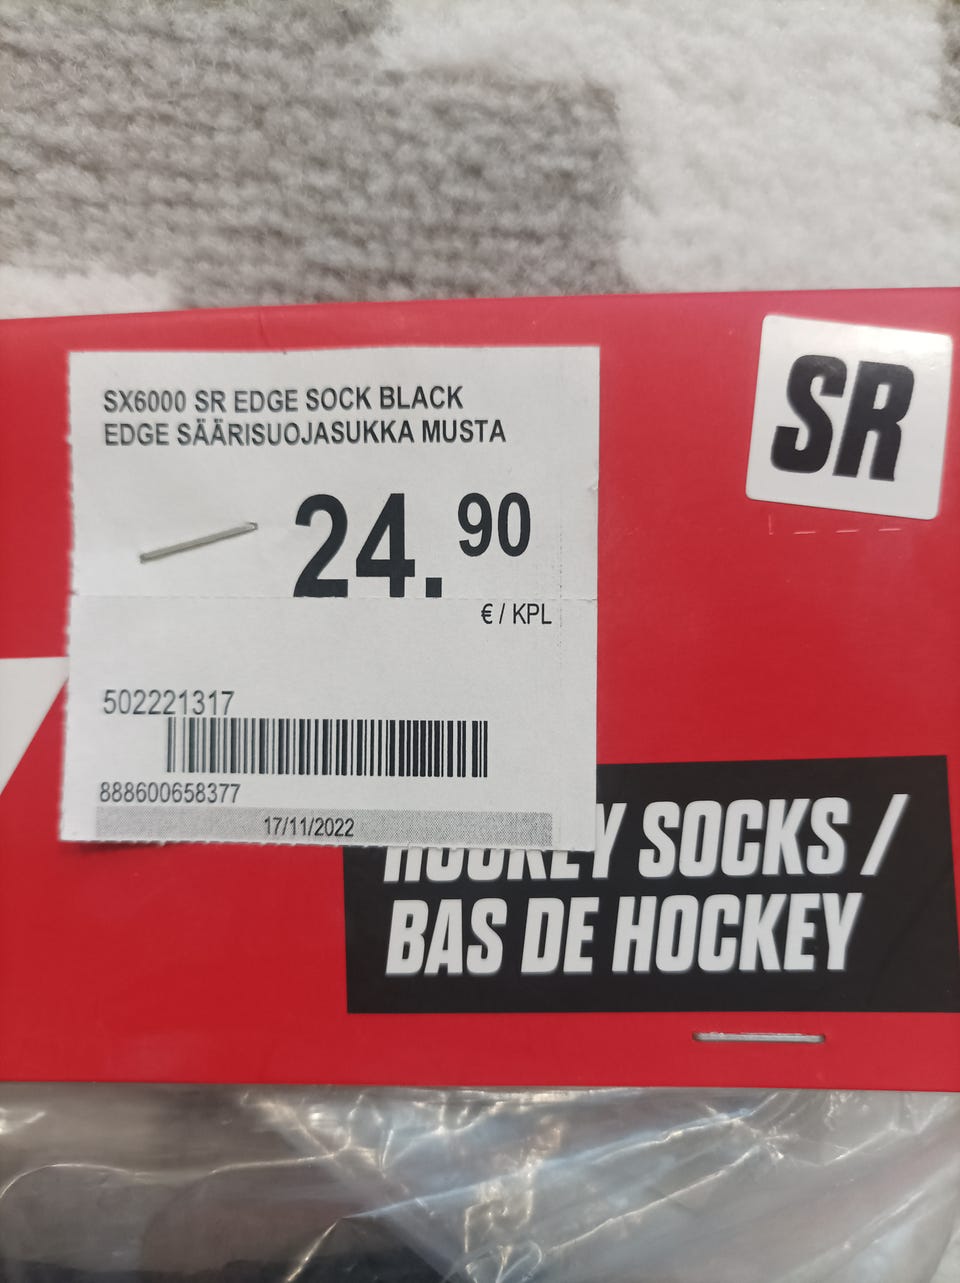 SX6000 SR EDGE SOCK BLACK
EDGE SÄÄRISUOJASUKKA MUSTA
24.90
€ / KPL
502221317
888600658377
17/11/2022
SR
HOCKEY SOCKS /
BAS DE HOCKEY